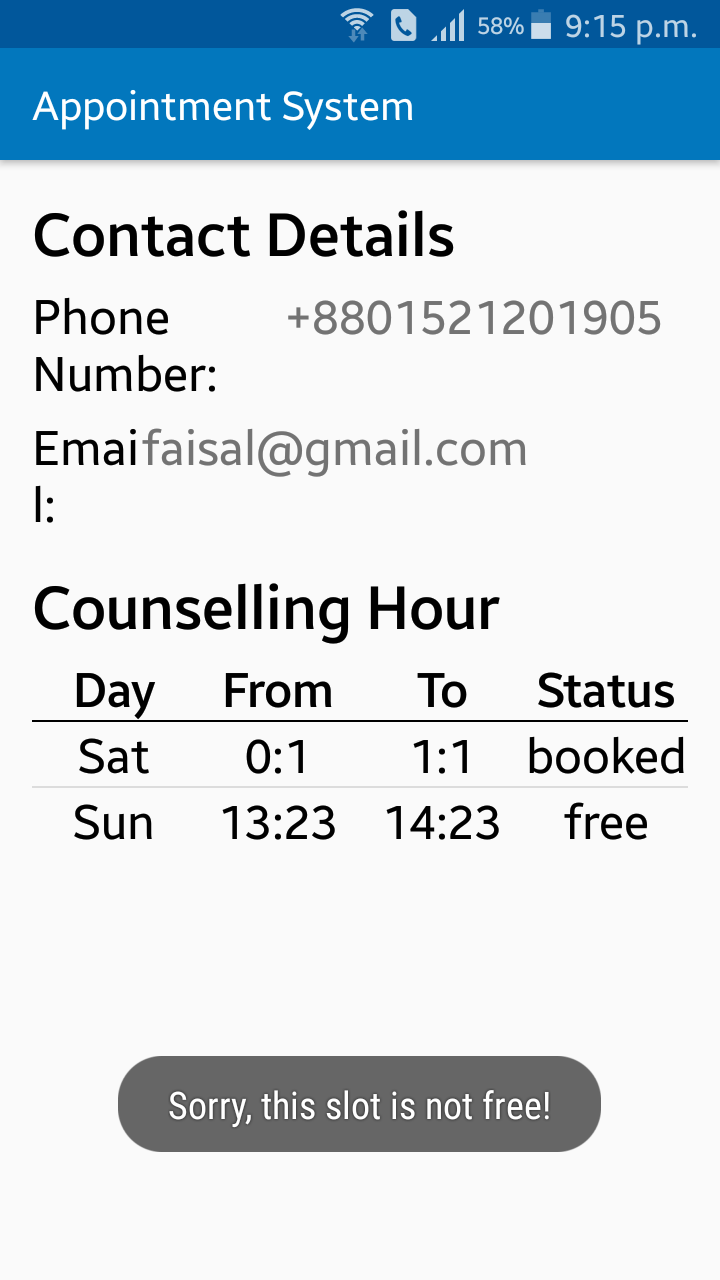 58% 9:15 p.m.
Appointment System
Contact Details
Phone +8801521201905
Number:
Emai faisal@gmail.com
l:
Counselling Hour
Day From To Status
Sat 0:1 1:1 booked
Sun 13:23 14:23 free
Sorry, this slot is not free!